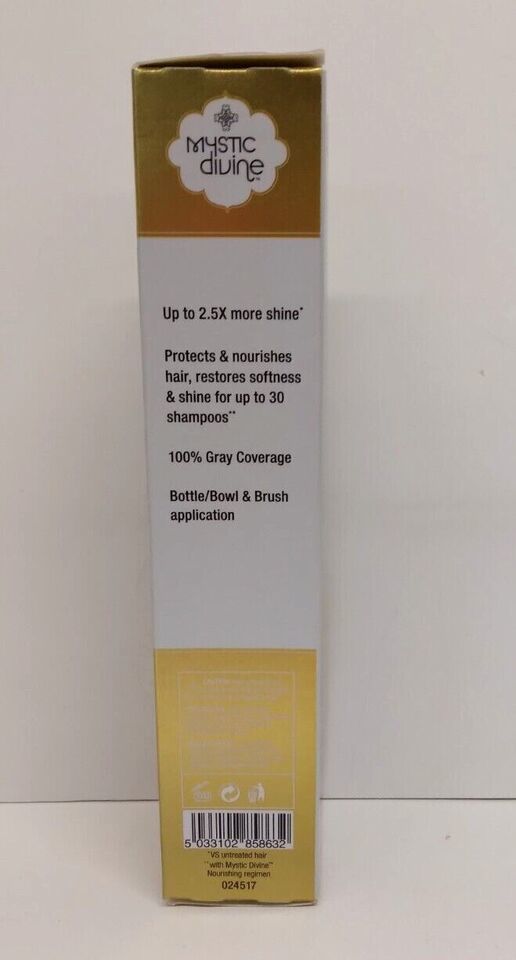 MYSTIC
divine™
Up to 2.5X more shine*
Protects & nourishes
hair, restores softness
& shine for up to 30
shampoos**
100% Gray Coverage
Bottle/Bowl & Brush
application
5 033102 858632
*VS untreated hair
**with Mystic Divine™
Nourishing regimen
024517